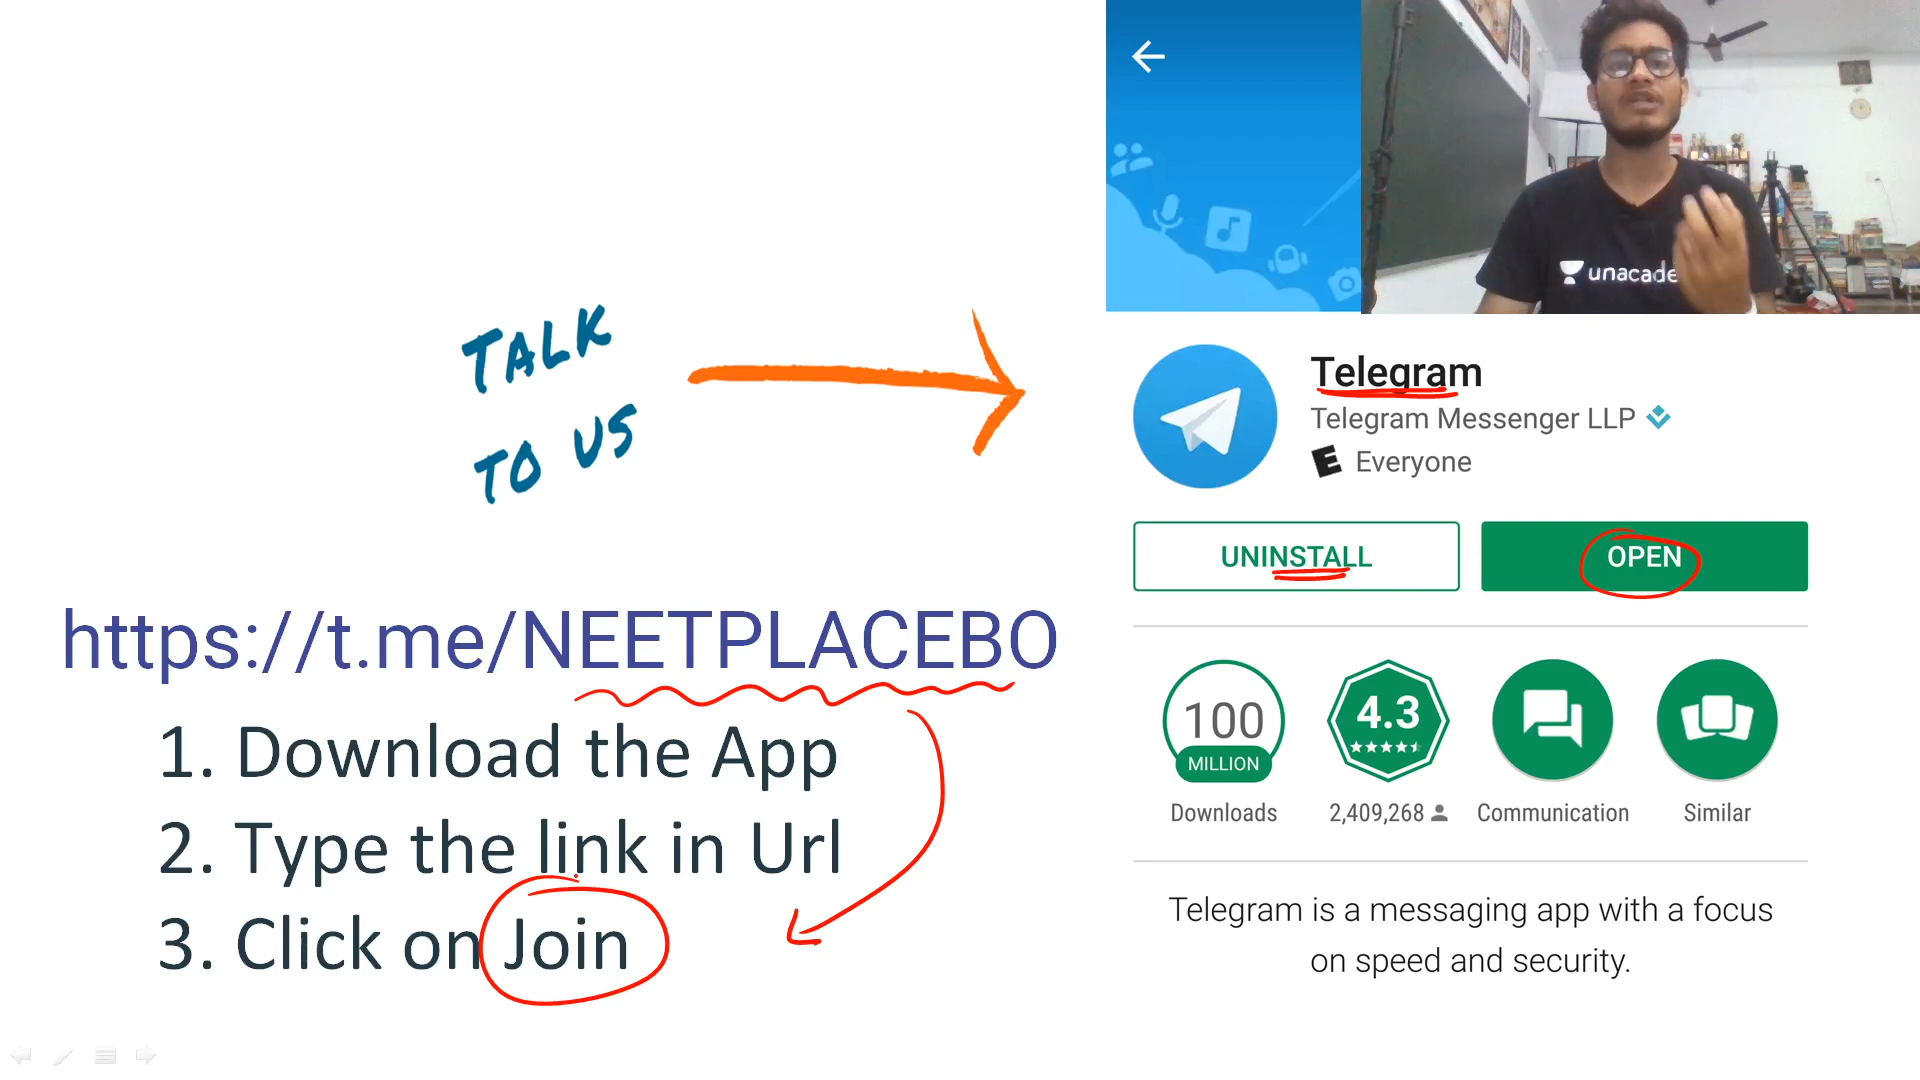 TALK
TO US
https://t.me/NEETPLACEBO
1. Download the App
2. Type the link in Url
3. Click on Join
unacade
Telegram
Telegram Messenger LLP
E Everyone
UNINSTALL
OPEN
100
MILLION
Downloads
4.3
2,409,268
Communication
Similar
Telegram is a messaging app with a focus
on speed and security.